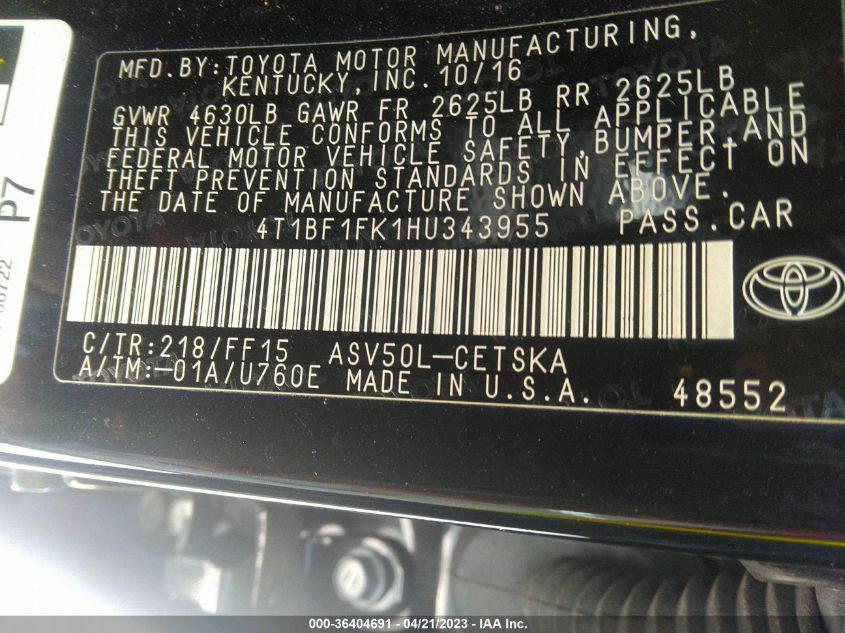 MFD.BY:TOYOTA MOTOR MANUFACTURING,
KENTUCKY, INC. 10/16
GVWR 4630LB GAWR FR 2625LB RR 2625LB
THIS VEHICLE CONFORMS TO ALL APPLICABLE
FEDERAL MOTOR VEHICLE SAFETY, BUMPER, AND
THEFT PREVENTION STANDARDS IN EFFECT ON
THE DATE OF MANUFACTURE SHOWN ABOVE.
4T1BF1FK1HU343955 PASS.CAR
C/TR:218/FF15 ASV50L-CETSKA
A/TM:-01A/U760E MADE IN U.S.A. 48552
P7
000-36404691 - 04/21/2023 - IAA Inc.